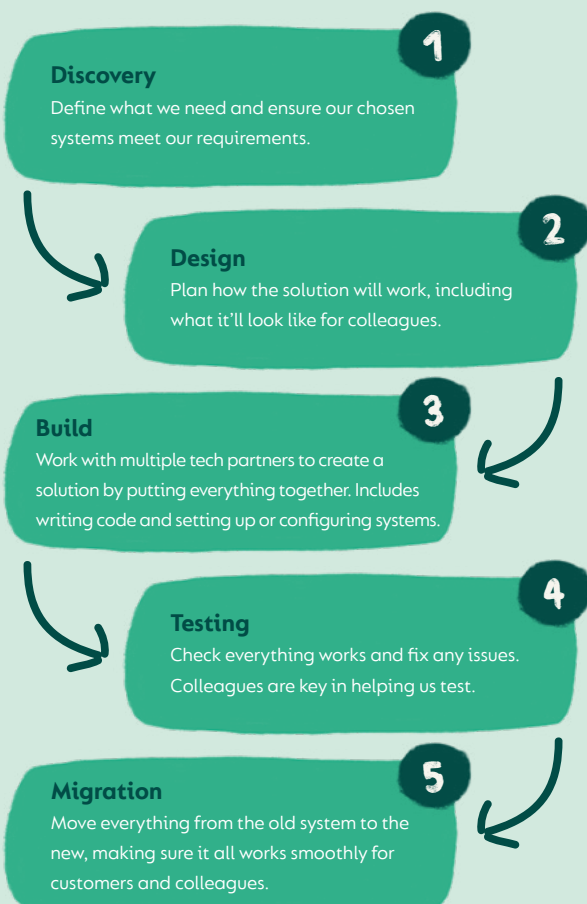 1
Discovery
Define what we need and ensure our chosen
systems meet our requirements.
2
Design
Plan how the solution will work, including
what it'll look like for colleagues.
3
Build
Work with multiple tech partners to create a
solution by putting everything together. Includes
writing code and setting up or configuring systems.
4
Testing
Check everything works and fix any issues.
Colleagues are key in helping us test.
5
Migration
Move everything from the old system to the
new, making sure it all works smoothly for
customers and colleagues.